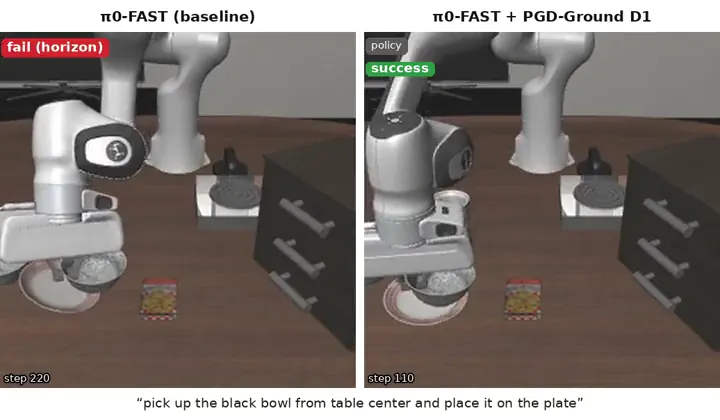 π0-FAST (baseline)
π0-FAST + PGD-Ground D1
fail (horizon)
policy
success
step 220
step 110
“pick up the black bowl from table center and place it on the plate”